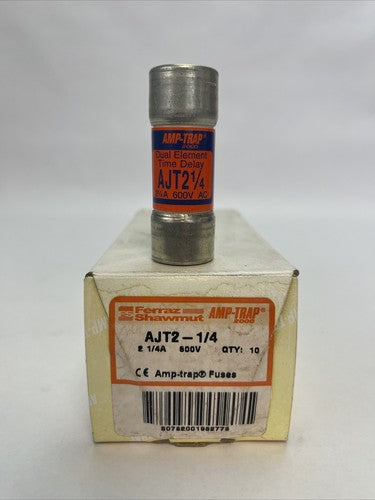 AMP-TRAP®
2000
Dual Element
Time Delay
AJT2¼
2¼A 600V AC
Ferraz
Shawmut
AMP-TRAP®
2000
AJT2-1/4
2 1/4A 600V QTY: 10
CE Amp-trap® Fuses